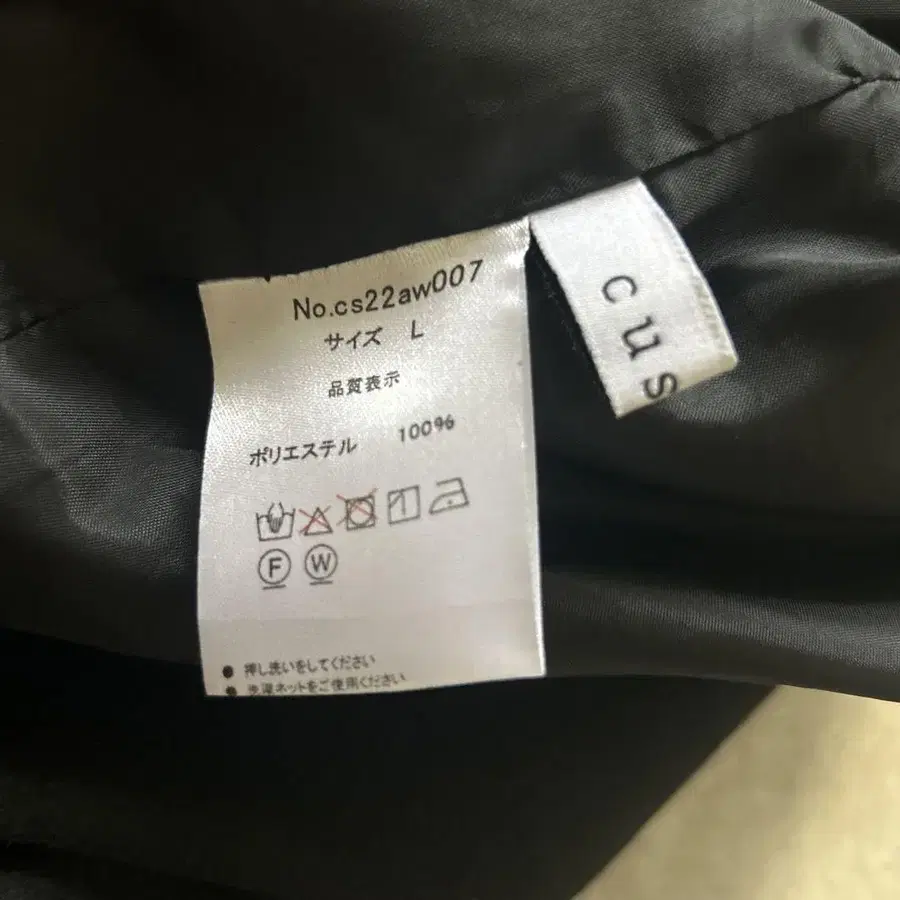 No.cs22aw007
サイズ L
品質表示
ポリエステル 100%
F W
● 押し洗いをしてください
● 洗濯ネットをご使用ください
cus